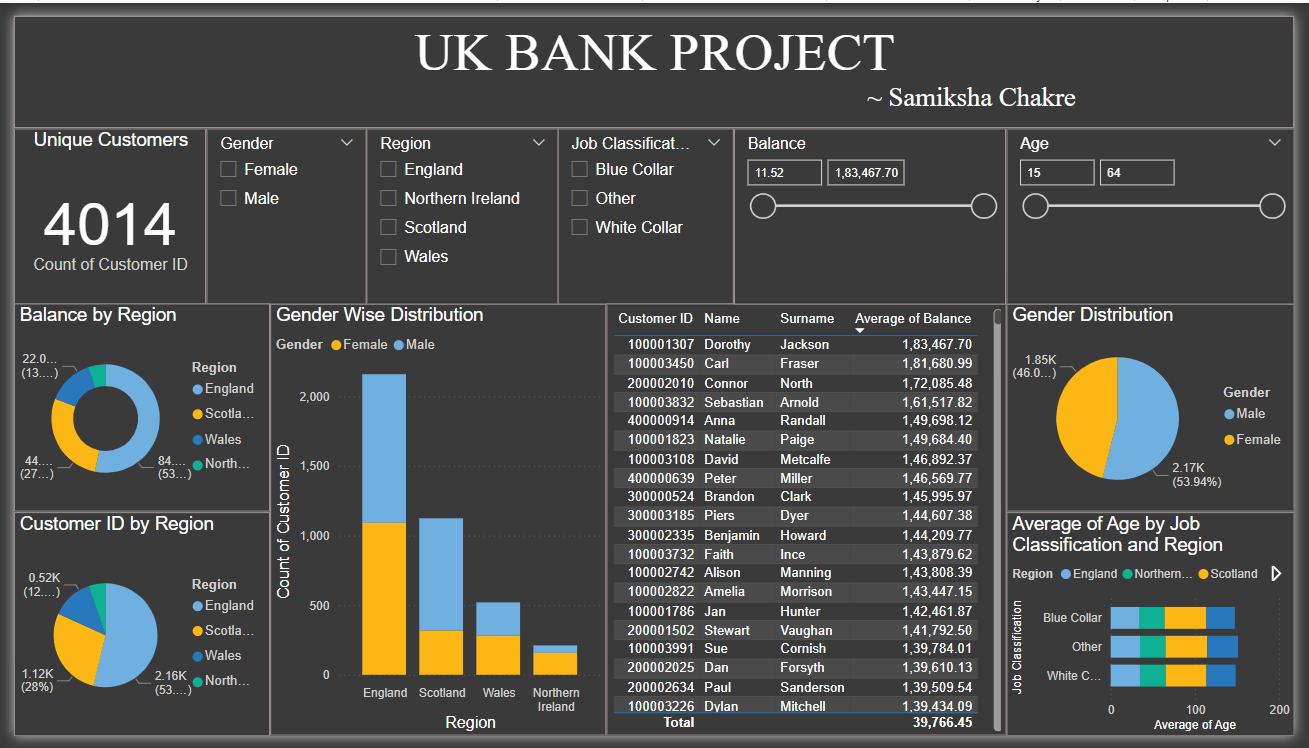 UK BANK PROJECT
~ Samiksha Chakre
Unique Customers
4014
Count of Customer ID
Gender
Female
Male
Region
England
Northern Ireland
Scotland
Wales
Job Classificat...
Blue Collar
Other
White Collar
Balance
11.52 1,83,467.70
Age
15 64
Balance by Region
22.0...
(13....)
44....
(27...)
84....
(53...)
Region
England
Scotla...
Wales
North...
Customer ID by Region
0.52K
(12....)
1.12K
(28%)
2.16K
(53....)
Region
England
Scotla...
Wales
North...
Gender Wise Distribution
Gender Female Male
Count of Customer ID
2,000
1,500
1,000
500
0
England Scotland Wales Northern Ireland
Region
Customer ID Name Surname Average of Balance
100001307 Dorothy Jackson 1,83,467.70
100003450 Carl Fraser 1,81,680.99
200002010 Connor North 1,72,085.48
100003832 Sebastian Arnold 1,61,517.82
400000914 Anna Randall 1,49,698.12
100001823 Natalie Paige 1,49,684.40
100003108 David Metcalfe 1,46,892.37
400000639 Peter Miller 1,46,569.77
300000524 Brandon Clark 1,45,995.97
300003185 Piers Dyer 1,44,607.38
300002335 Benjamin Howard 1,44,209.77
100003732 Faith Ince 1,43,879.62
100002742 Alison Manning 1,43,808.39
100002822 Amelia Morrison 1,43,447.15
100001786 Jan Hunter 1,42,461.87
200001502 Stewart Vaughan 1,41,792.50
100003991 Sue Cornish 1,39,784.01
200002025 Dan Forsyth 1,39,610.13
200002634 Paul Sanderson 1,39,509.54
100003226 Dylan Mitchell 1,39,434.09
Total 39,766.45
Gender Distribution
1.85K
(46.0...)
2.17K
(53.94%)
Gender
Male
Female
Average of Age by Job
Classification and Region
Region England Northern... Scotland
Job Classification
Blue Collar
Other
White C...
0 100 200
Average of Age